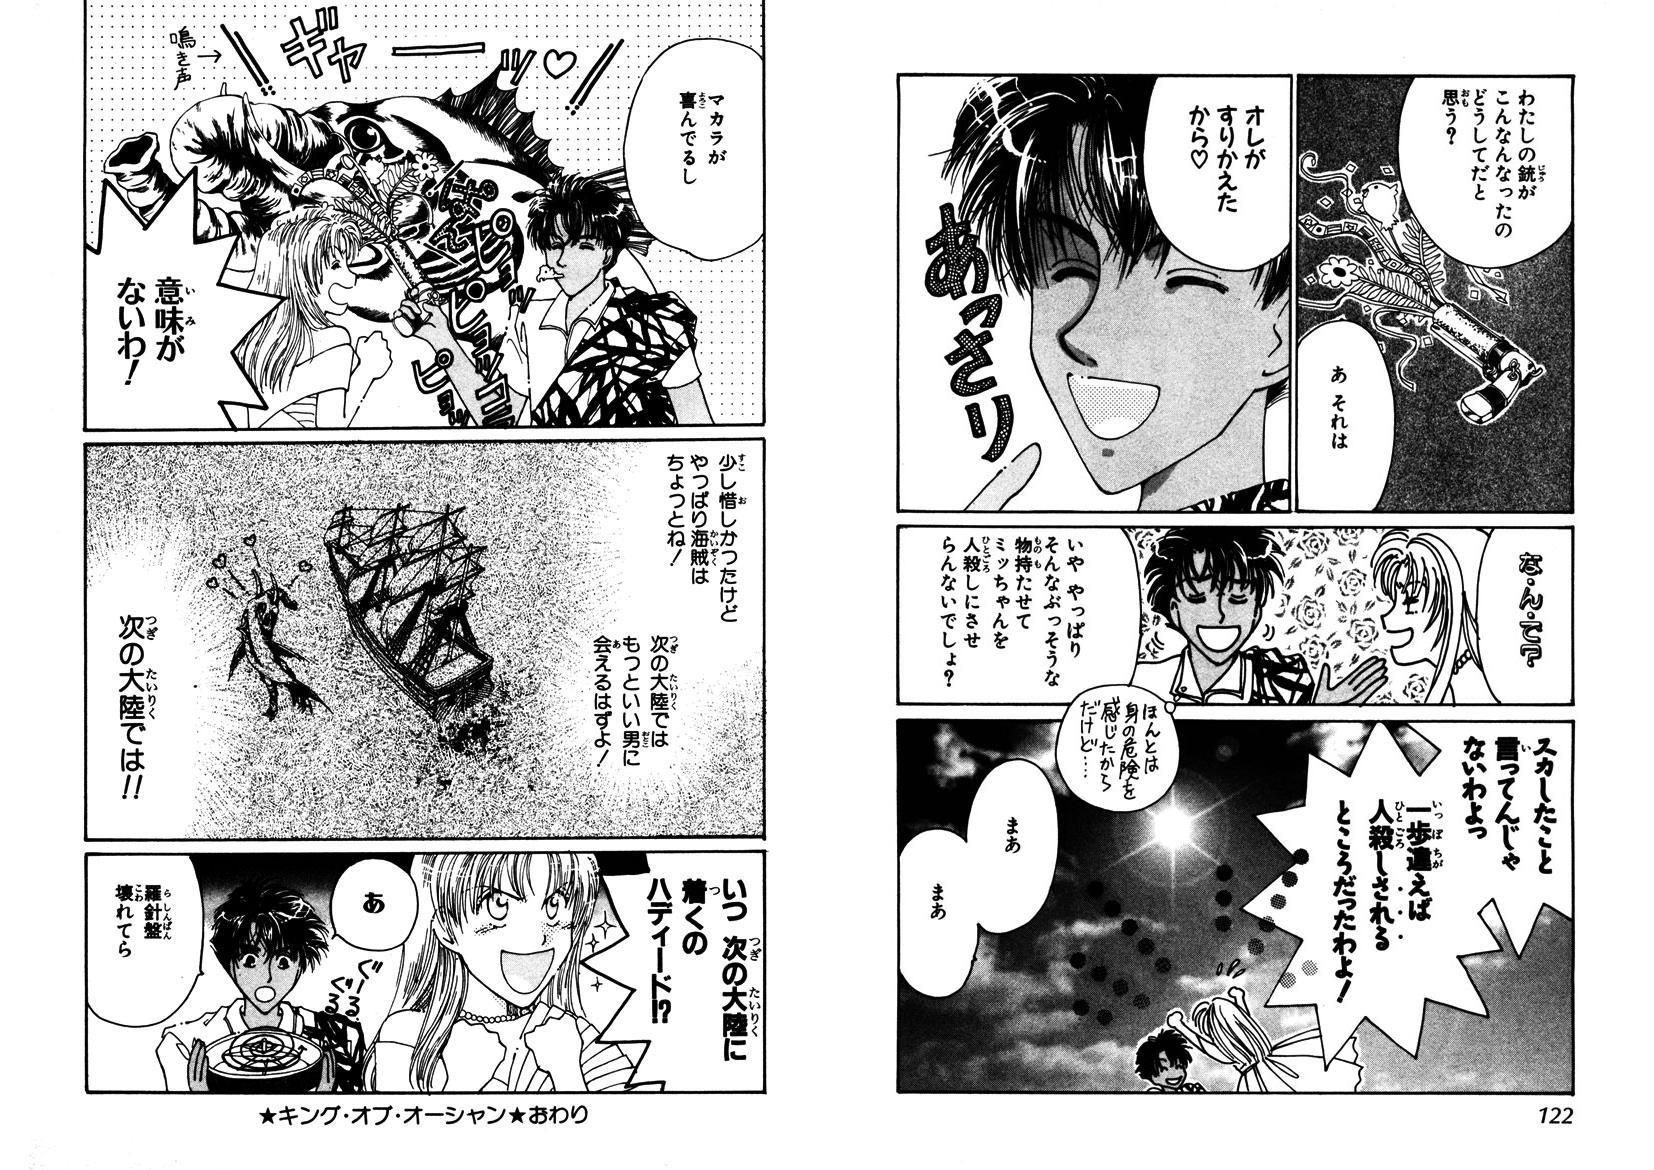 わたしの銃が
こんなんなったの
どうしてだと
思う?
あ それは
オレが
すりかえた
から♡
あっさり
な・ん・で?
いや やっぱり
そんなぶっそうな
物持たせて
ミッちゃんを
人殺しにさせ
らんないでしょ?
ほんとは
身の危険を
感じたから
だけど……
スカしたこと
言ってんじゃ
ないわよっ
一歩違えば
人殺しされる
ところだったわよ!
まあ
まあ
122
マカラが
喜んでるし
鳴き声→
ギャーッ♡
ぽん
ピョッ
ピョッ
ピョッ
意味が
ないわ!
少し惜しかったけど
やっぱり海賊は
ちょっとね!
次の大陸では
もっといい男に
会えるはずよ!
次の大陸では!!
いつ 次の大陸に
着くの
ハディード!?
あ
ぐーる
ぐる
羅針盤
壊れてら
★キング・オブ・オーシャン★おわり